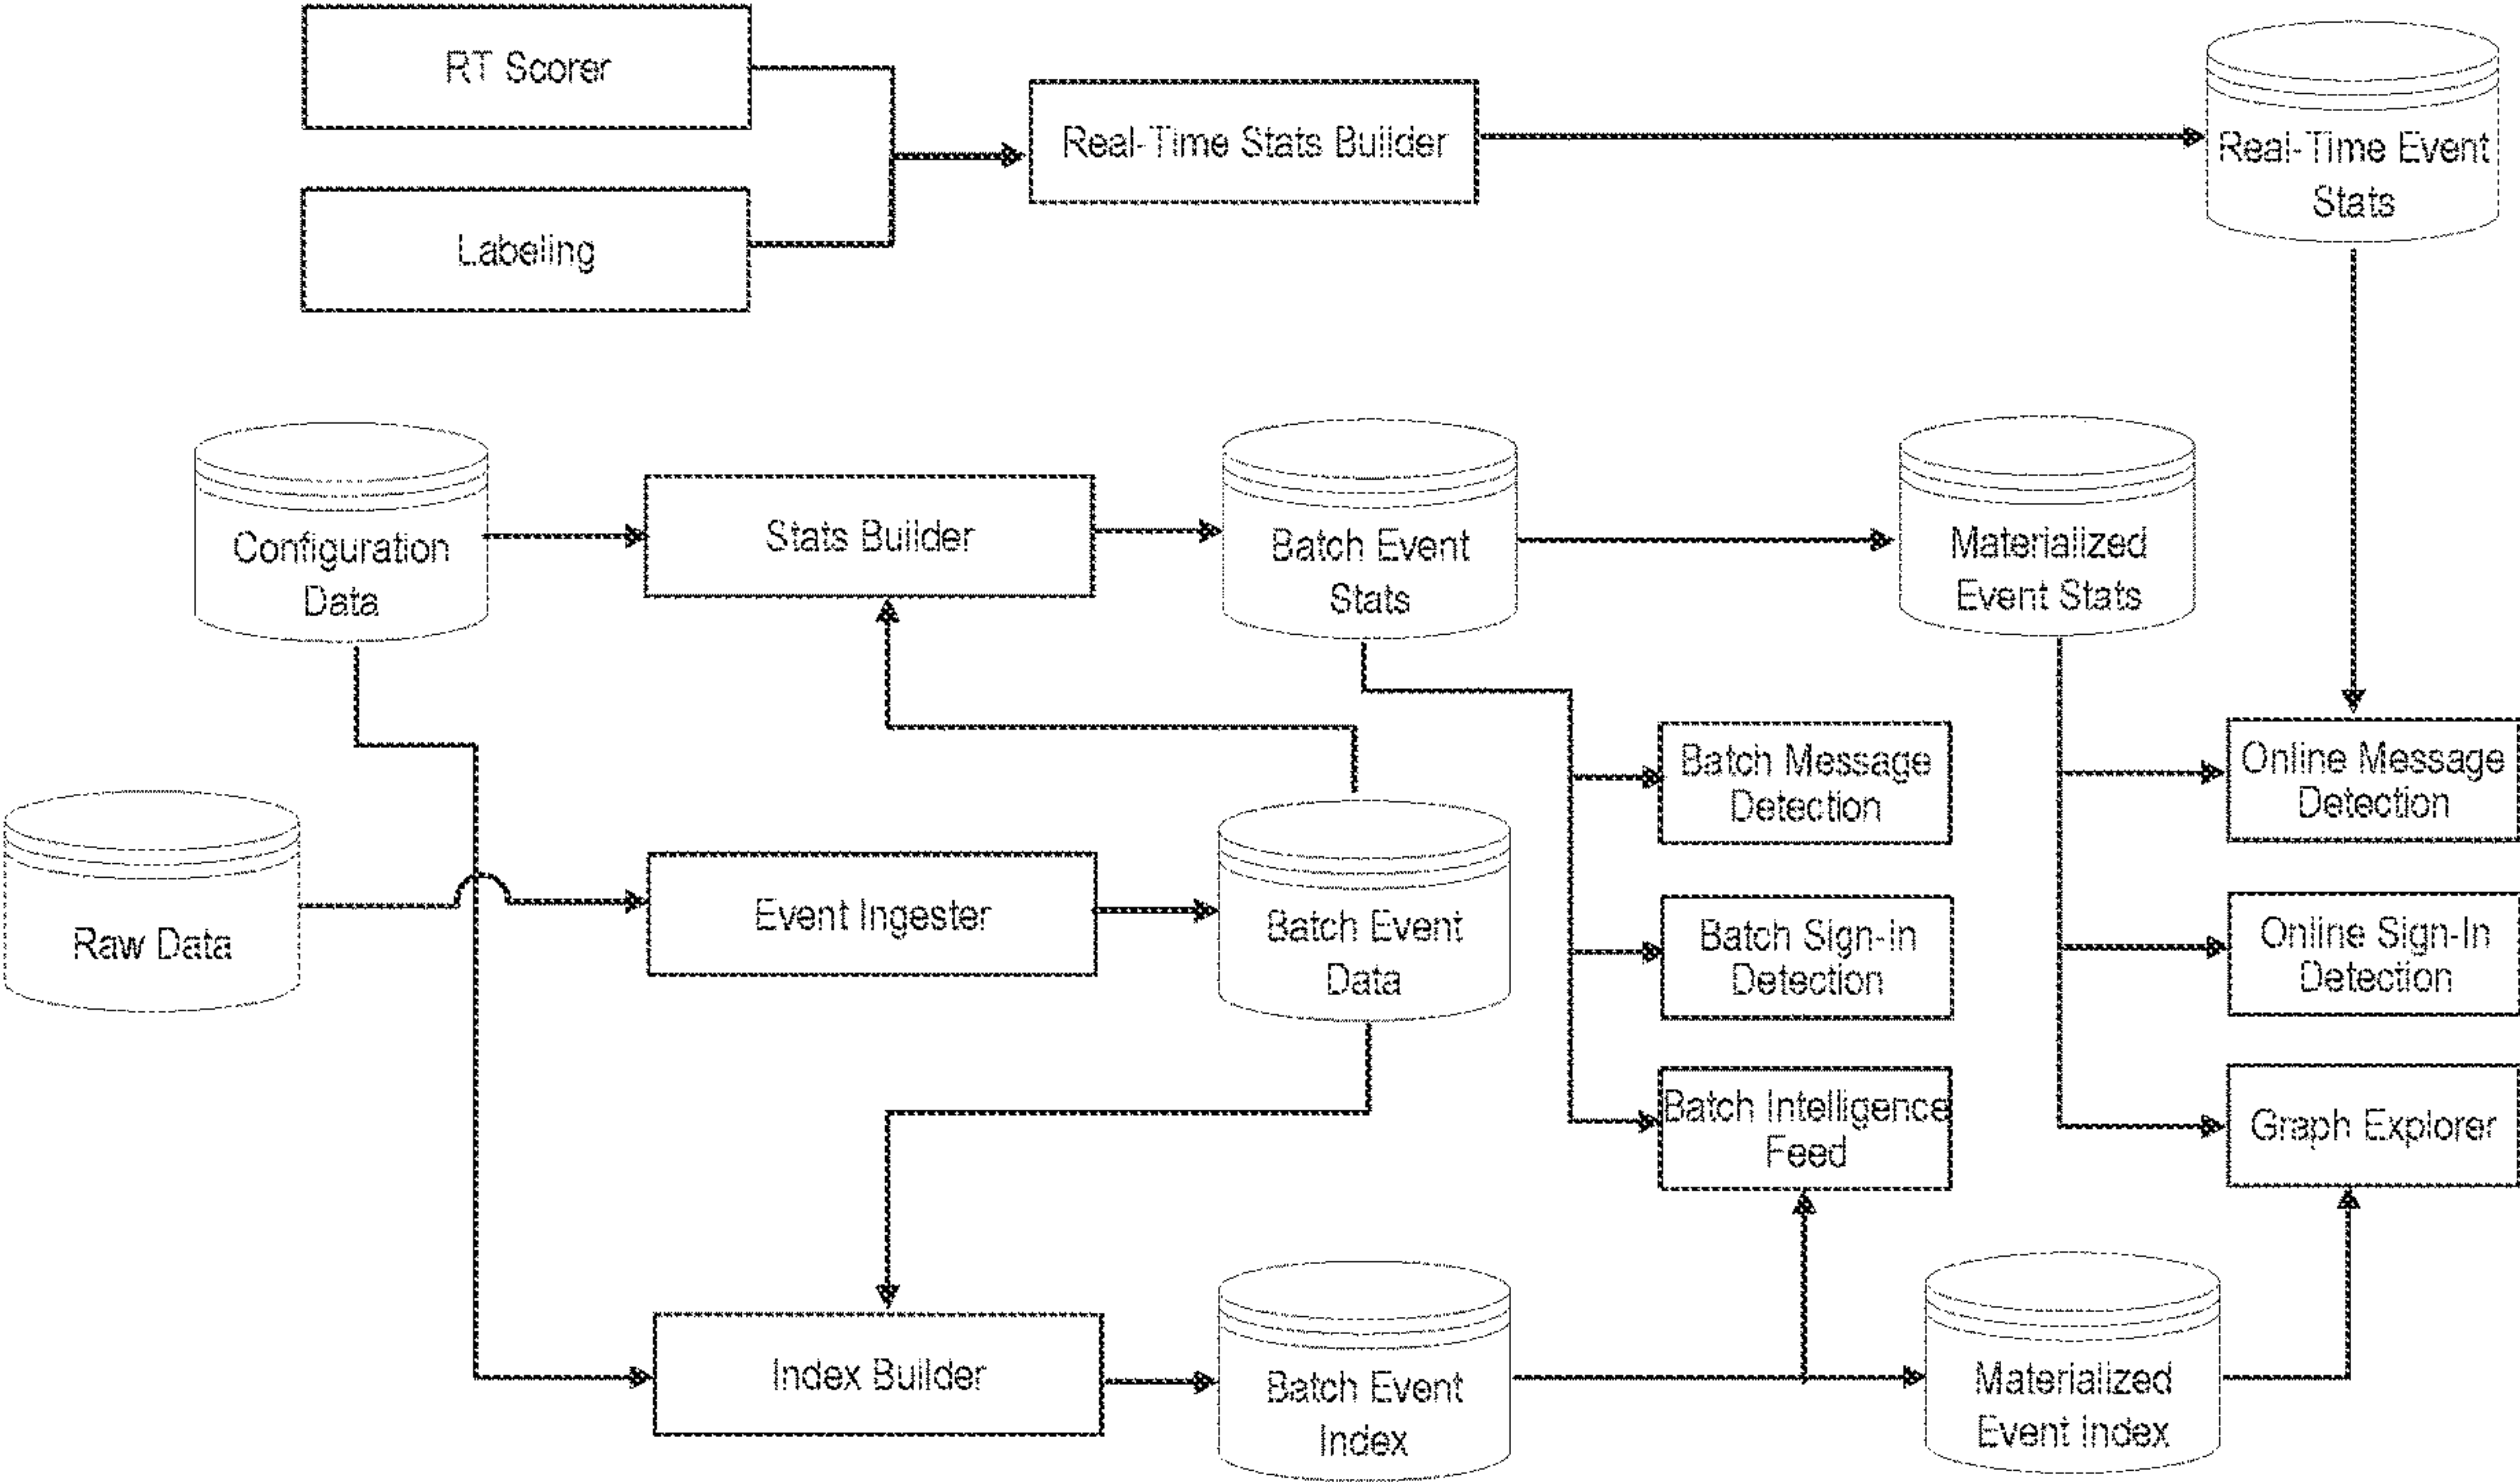 RT Scorer
Labeling
Real-Time Stats Builder
Real-Time Event
Stats
Configuration
Data
Stats Builder
Batch Event
Stats
Materialized
Event Stats
Raw Data
Event Ingester
Batch Event
Data
Batch Message
Detection
Online Message
Detection
Batch Sign-In
Detection
Online Sign-In
Detection
Batch Intelligence
Feed
Graph Explorer
Index Builder
Batch Event
Index
Materialized
Event Index